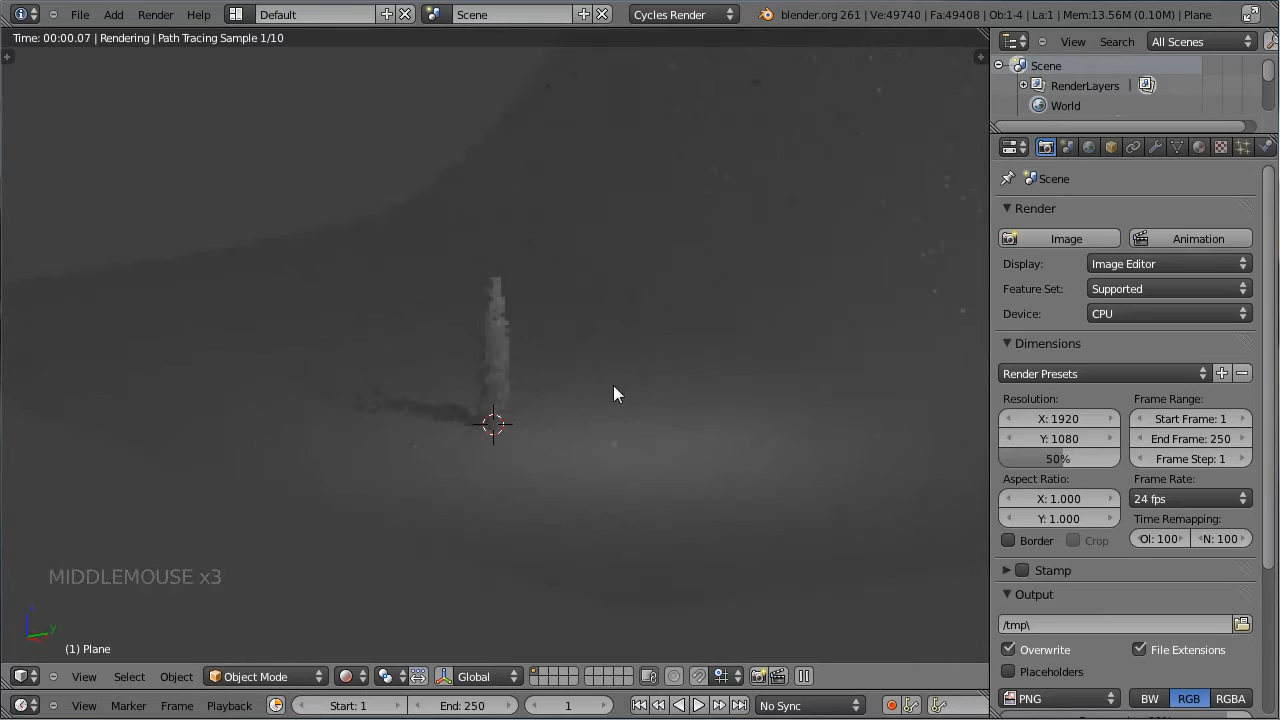 File Add Render Help Default Scene Cycles Render blender.org 261 | Ve:49740 | Fa:49408 | Ob:1-4 | La:1 | Mem:13.56M (0.10M) | Plane
Time: 00:00.07 | Rendering | Path Tracing Sample 1/10
View Search All Scenes
Scene
RenderLayers |
World
Scene
Render
Image Animation
Display: Image Editor
Feature Set: Supported
Device: CPU
Dimensions
Render Presets
Resolution: Frame Range:
X: 1920 Start Frame: 1
Y: 1080 End Frame: 250
50% Frame Step: 1
Aspect Ratio: Frame Rate:
X: 1.000 24 fps
Y: 1.000 Time Remapping:
Border Crop Ol: 100 N: 100
Stamp
Output
/tmp\
Overwrite File Extensions
Placeholders
PNG BW RGB RGBA
MIDDLEMOUSE x3
y
(1) Plane
View Select Object Object Mode Global
View Marker Frame Playback Start: 1 End: 250 1 No Sync